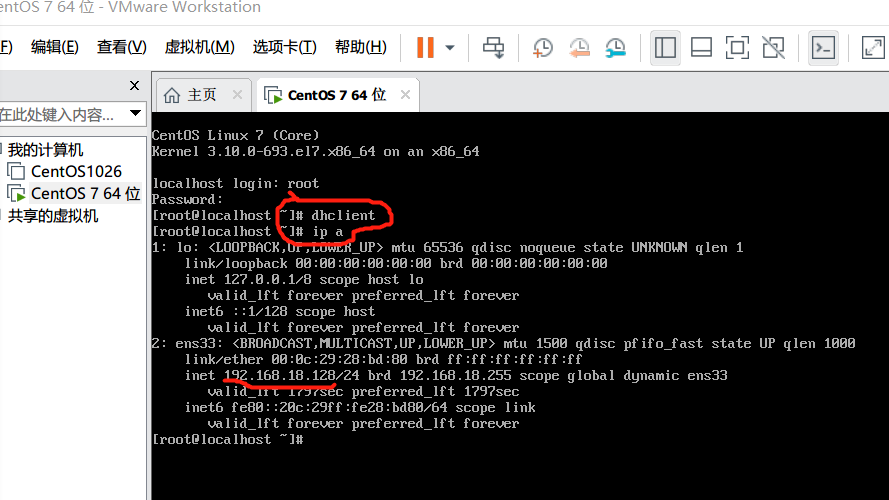 entOS 7 64 位 - VMware Workstation
(F) 编辑(E) 查看(V) 虚拟机(M) 选项卡(T) 帮助(H)
主页 CentOS 7 64 位
在此处键入内容...
我的计算机
CentOS1026
CentOS 7 64 位
共享的虚拟机
CentOS Linux 7 (Core)
Kernel 3.10.0-693.el7.x86_64 on an x86_64
localhost login: root
Password:
[root@localhost ~]# dhclient
[root@localhost ~]# ip a
1: lo: <LOOPBACK,UP,LOWER_UP> mtu 65536 qdisc noqueue state UNKNOWN qlen 1
link/loopback 00:00:00:00:00:00 brd 00:00:00:00:00:00
inet 127.0.0.1/8 scope host lo
valid_lft forever preferred_lft forever
inet6 ::1/128 scope host
valid_lft forever preferred_lft forever
2: ens33: <BROADCAST,MULTICAST,UP,LOWER_UP> mtu 1500 qdisc pfifo_fast state UP qlen 1000
link/ether 00:0c:29:28:bd:80 brd ff:ff:ff:ff:ff:ff
inet 192.168.18.128/24 brd 192.168.18.255 scope global dynamic ens33
valid_lft 1797sec preferred_lft 1797sec
inet6 fe80::20c:29ff:fe28:bd80/64 scope link
valid_lft forever preferred_lft forever
[root@localhost ~]#